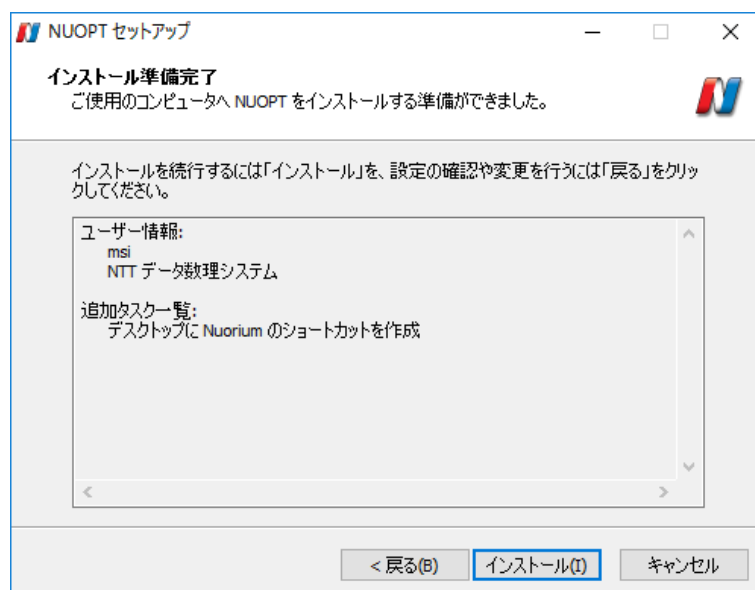 NUOPT セットアップ
インストール準備完了
ご使用のコンピュータへ NUOPT をインストールする準備ができました。
インストールを続行するには「インストール」を、設定の確認や変更を行うには「戻る」をクリッ
クしてください。
ユーザー情報:
msi
NTT データ数理システム
追加タスク一覧:
デスクトップに Nuorium のショートカットを作成
< 戻る(B)
インストール(I)
キャンセル